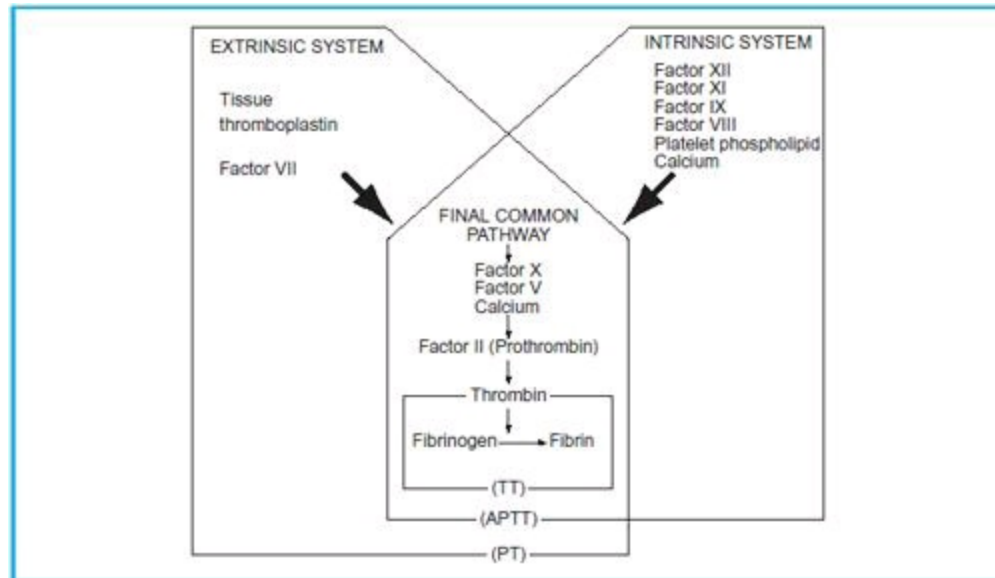 EXTRINSIC SYSTEM
Tissue
thromboplastin
Factor VII
INTRINSIC SYSTEM
Factor XII
Factor XI
Factor IX
Factor VIII
Platelet phospholipid
Calcium
FINAL COMMON
PATHWAY
Factor X
Factor V
Calcium
Factor II (Prothrombin)
Thrombin
Fibrinogen Fibrin
(TT)
(APTT)
(PT)